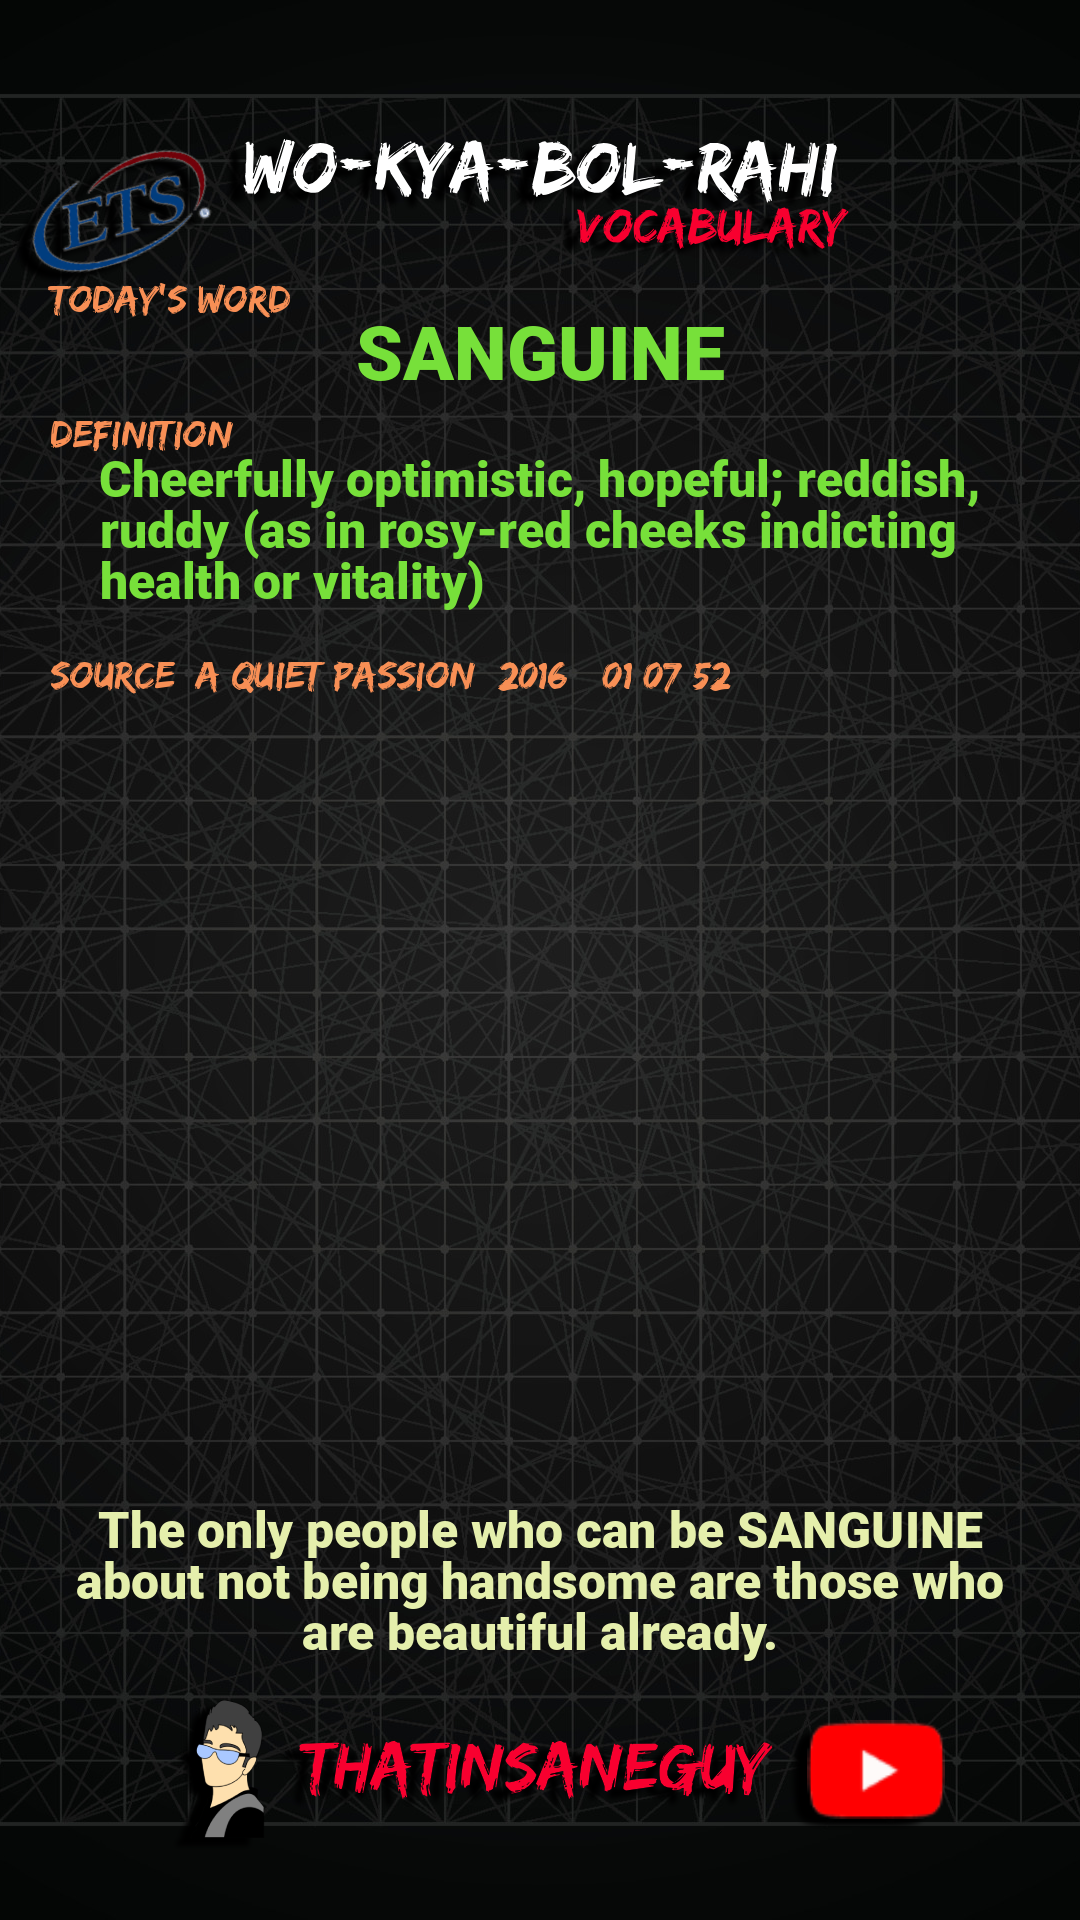 ETS
WO-KYA-BOL-RAHI
VOCABULARY
TODAY'S WORD
SANGUINE
DEFINITION
Cheerfully optimistic, hopeful; reddish,
ruddy (as in rosy-red cheeks indicting
health or vitality)
SOURCE A QUIET PASSION 2016 01 07 52
The only people who can be SANGUINE
about not being handsome are those who
are beautiful already.
THATINSANEGUY